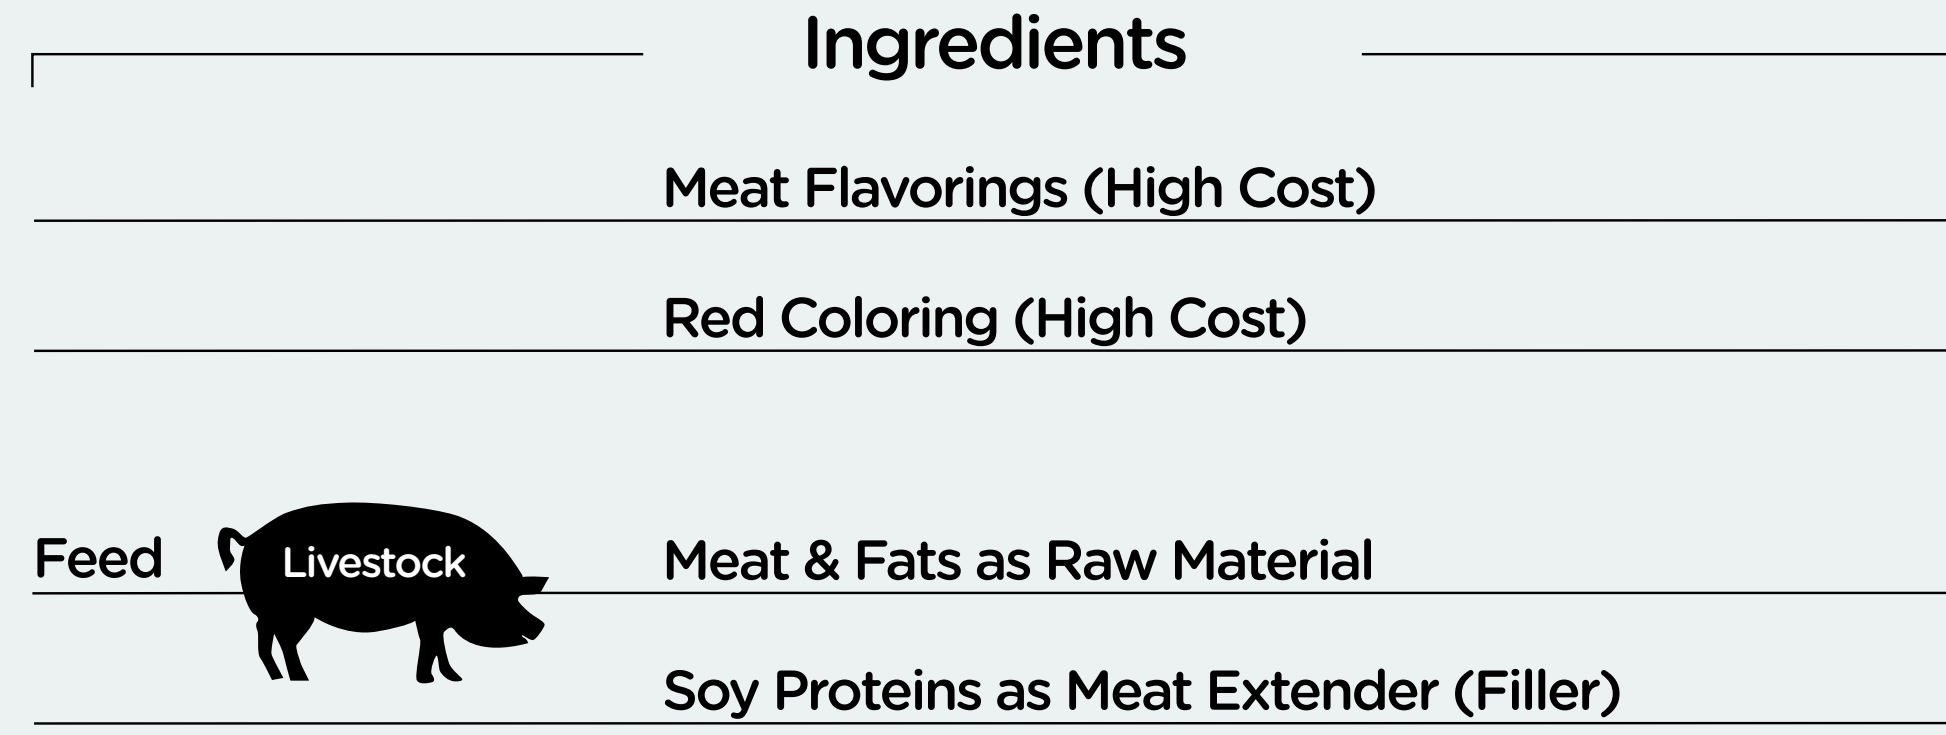 Ingredients
Meat Flavorings (High Cost)
Red Coloring (High Cost)
Feed Livestock Meat & Fats as Raw Material
Soy Proteins as Meat Extender (Filler)